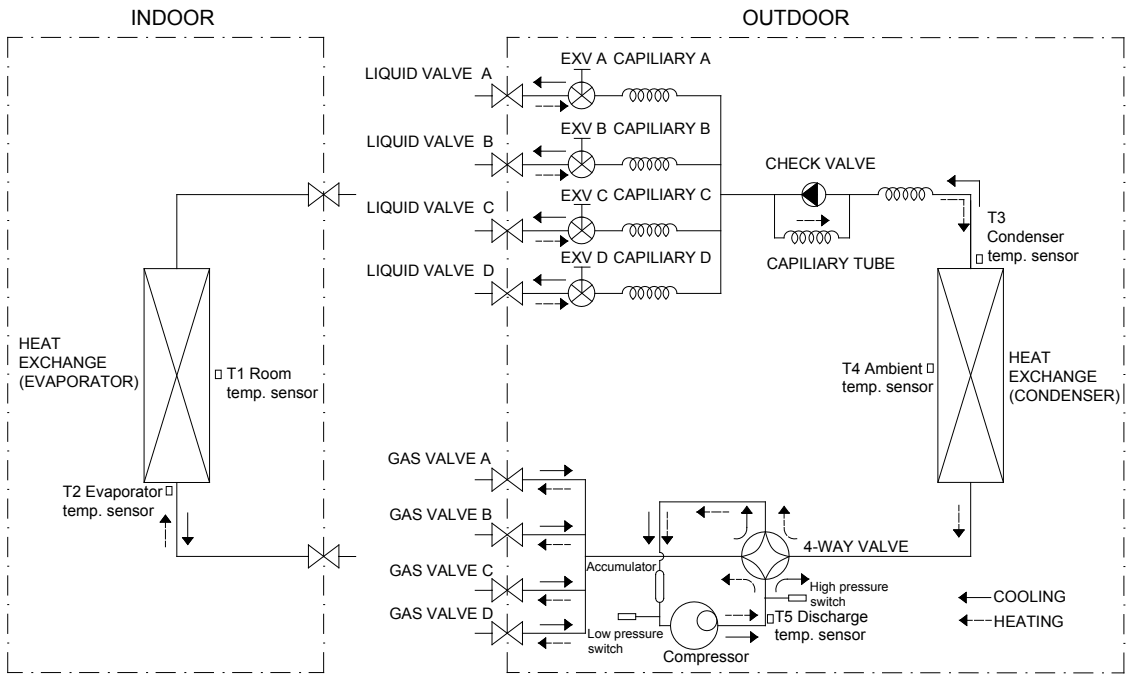 INDOOR
OUTDOOR
LIQUID VALVE A
EXV A CAPILIARY A
LIQUID VALVE B
EXV B CAPILIARY B
LIQUID VALVE C
EXV C CAPILIARY C
LIQUID VALVE D
EXV D CAPILIARY D
CHECK VALVE
CAPILIARY TUBE
T3
Condenser
temp. sensor
HEAT
EXCHANGE
(EVAPORATOR)
T1 Room
temp. sensor
T4 Ambient
temp. sensor
HEAT
EXCHANGE
(CONDENSER)
T2 Evaporator
temp. sensor
GAS VALVE A
GAS VALVE B
GAS VALVE C
GAS VALVE D
4-WAY VALVE
Accumulator
High pressure
switch
Low pressure
switch
T5 Discharge
temp. sensor
Compressor
COOLING
HEATING